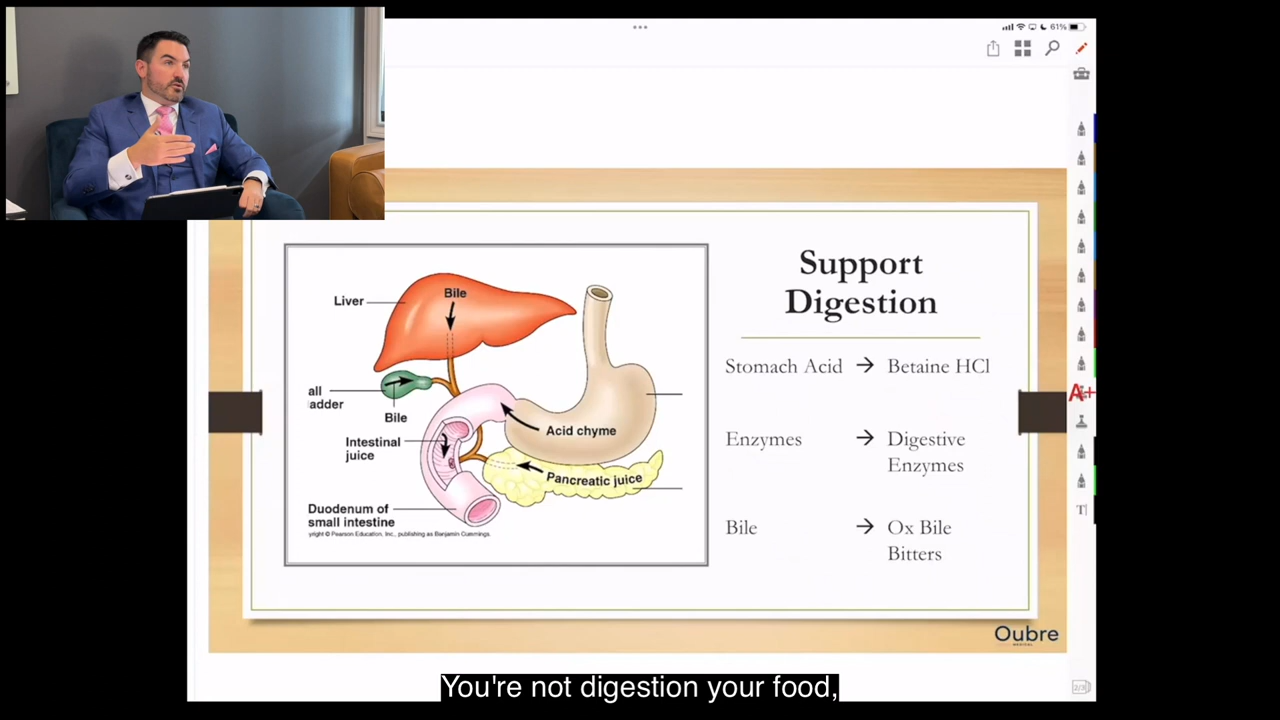 61%
Support
Digestion
Liver
Bile
all
adder
Bile
Acid chyme
Intestinal
juice
Pancreatic juice
Duodenum of
small intestine
yright © Pearson Education, Inc., publishing as Benjamin Cummings.
Stomach Acid → Betaine HCl
Enzymes → Digestive
Enzymes
Bile → Ox Bile
Bitters
A+
T
Oubre
MEDICAL
You're not digestion your food,